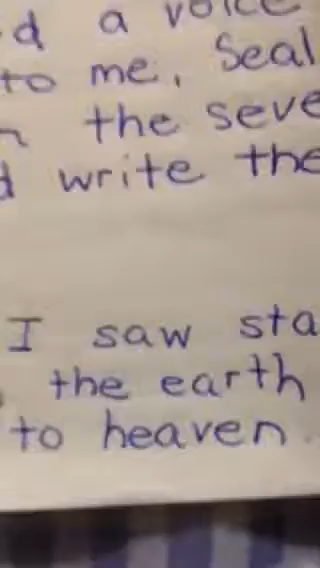 d a voice
to me, Seal
the seve
d write the
I saw sta
the earth
to heaven.